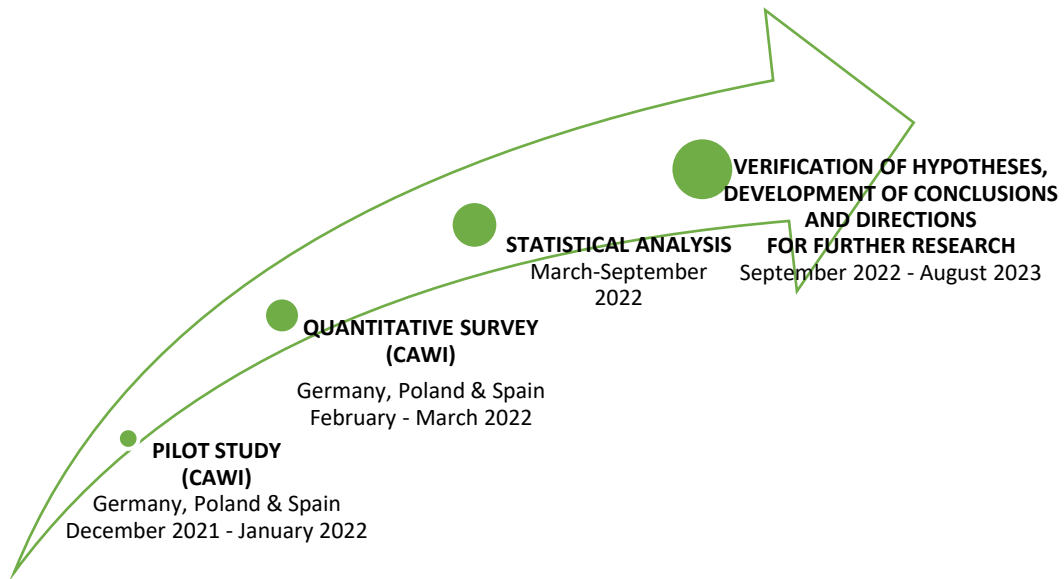 PILOT STUDY
(CAWI)
Germany, Poland & Spain
December 2021 - January 2022
QUANTITATIVE SURVEY
(CAWI)
Germany, Poland & Spain
February - March 2022
STATISTICAL ANALYSIS
March-September
2022
VERIFICATION OF HYPOTHESES,
DEVELOPMENT OF CONCLUSIONS
AND DIRECTIONS
FOR FURTHER RESEARCH
September 2022 - August 2023